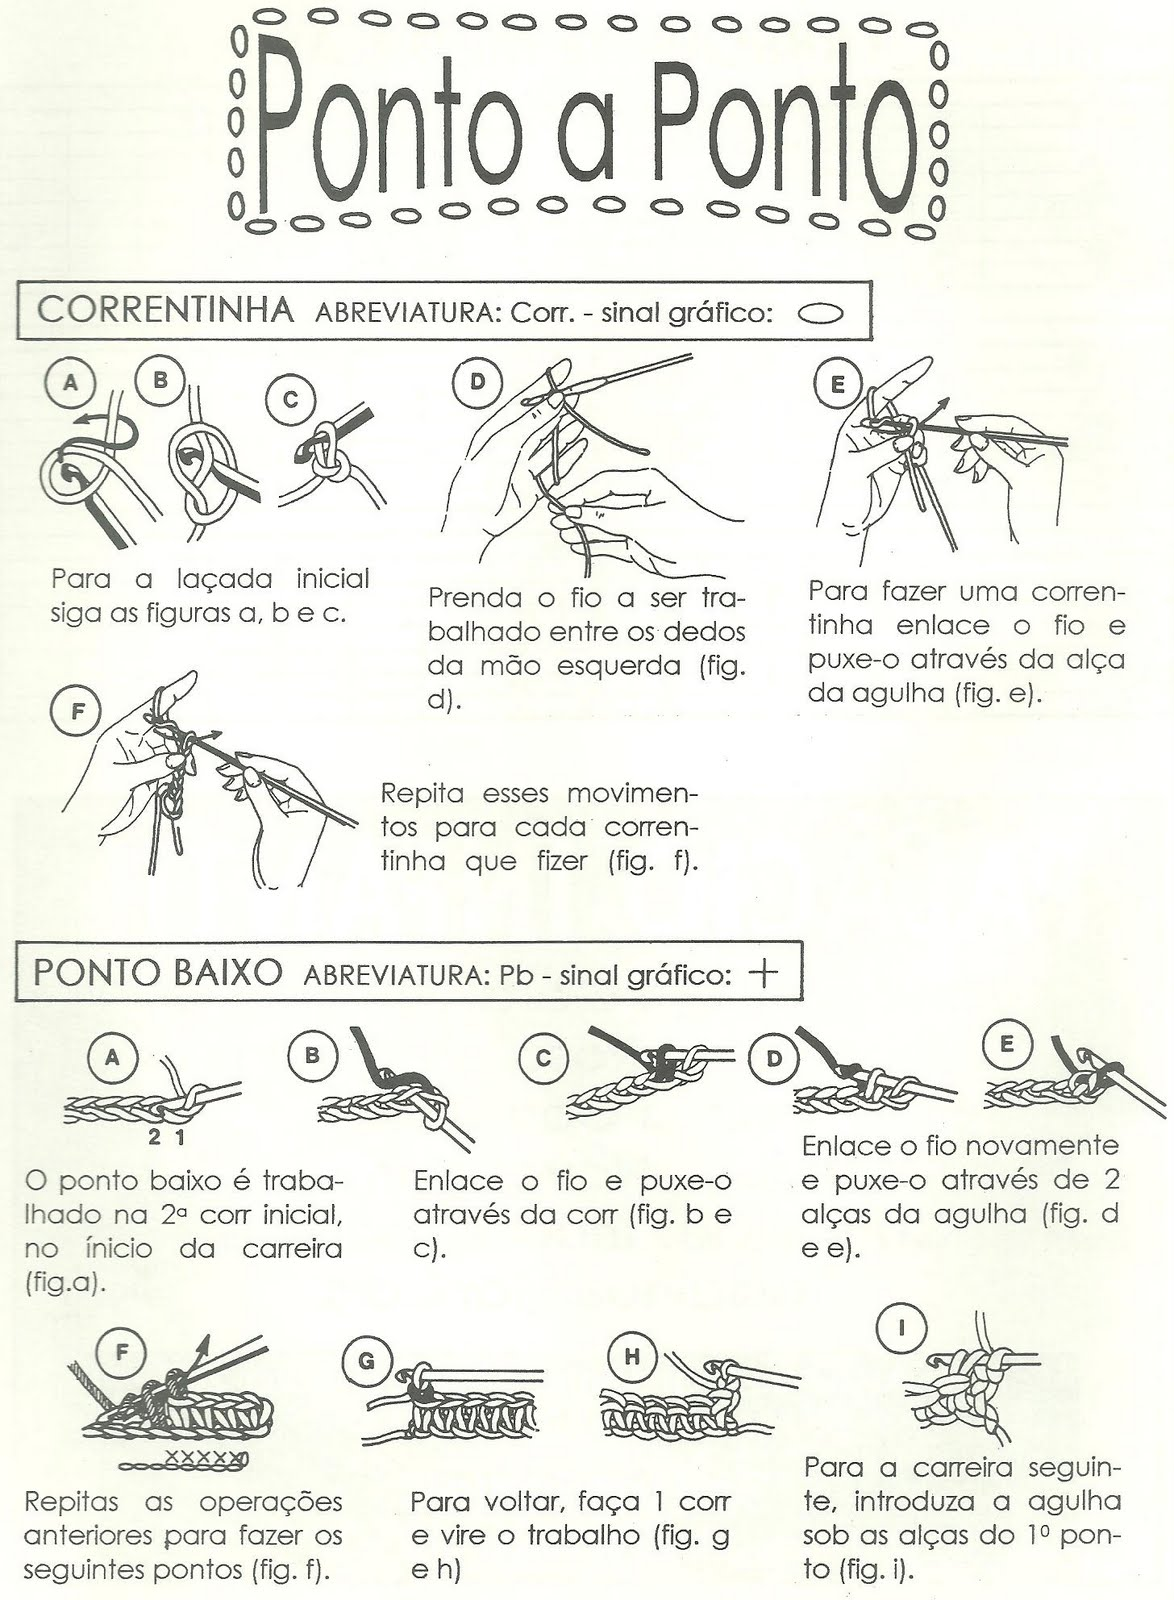 Ponto a Ponto
CORRENTINHA ABREVIATURA: Corr. - sinal gráfico:
A
B
C
D
E
Para a laçada inicial
siga as figuras a, b e c.
Prenda o fio a ser tra-
balhado entre os dedos
da mão esquerda (fig.
d).
Para fazer uma corren-
tinha enlace o fio e
puxe-o através da alça
da agulha (fig. e).
F
Repita esses movimen-
tos para cada corren-
tinha que fizer (fig. f).
PONTO BAIXO ABREVIATURA: Pb - sinal gráfico: +
A
B
C
D
E
2 1
O ponto baixo é traba-
lhado na 2ª corr inicial,
no ínicio da carreira
(fig.a).
Enlace o fio e puxe-o
através da corr (fig. b e
c).
Enlace o fio novamente
e puxe-o através de 2
alças da agulha (fig. d
e e).
F
G
H
I
XXXXX
Repitas as operações
anteriores para fazer os
seguintes pontos (fig. f).
Para voltar, faça 1 corr
e vire o trabalho (fig. g
e h)
Para a carreira seguin-
te, introduza a agulha
sob as alças do 1º pon-
to (fig. i).